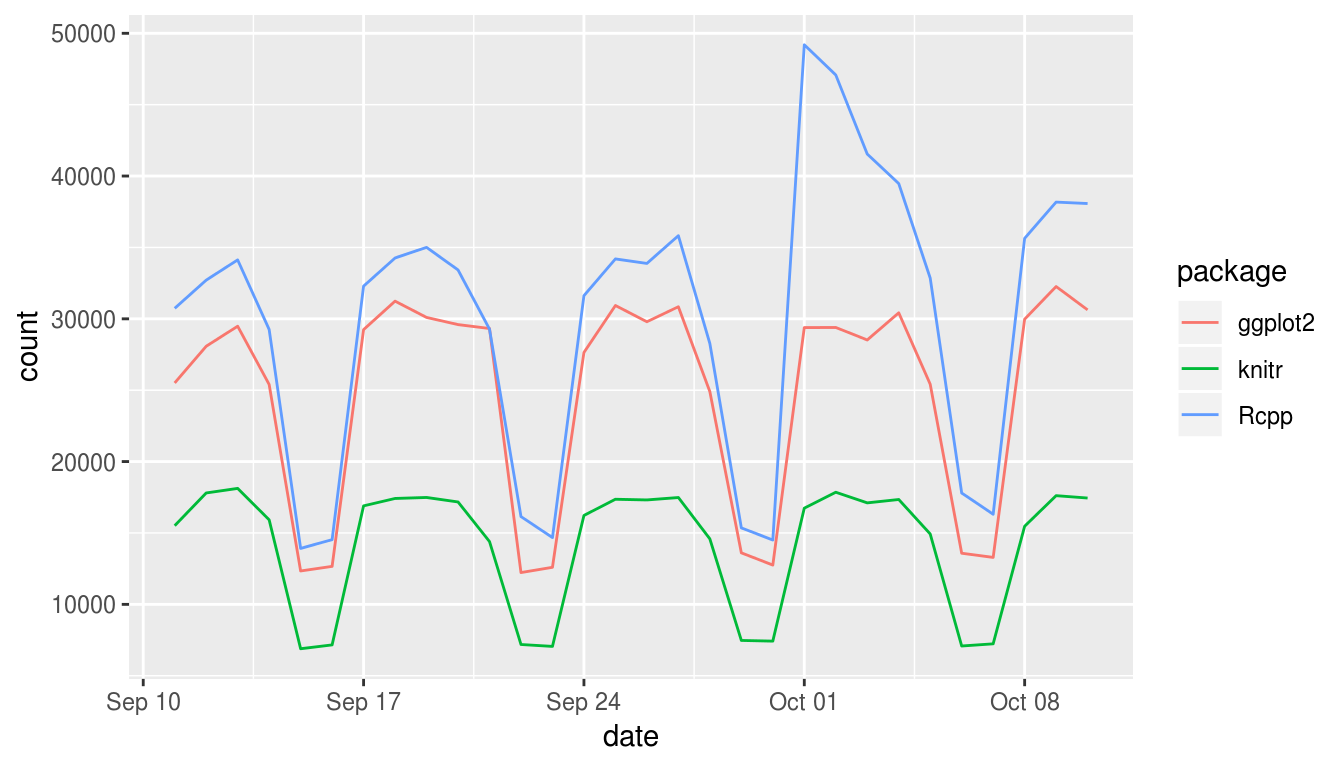 50000
40000
30000
20000
10000
count
Sep 10
Sep 17
Sep 24
Oct 01
Oct 08
date
package
ggplot2
knitr
Rcpp